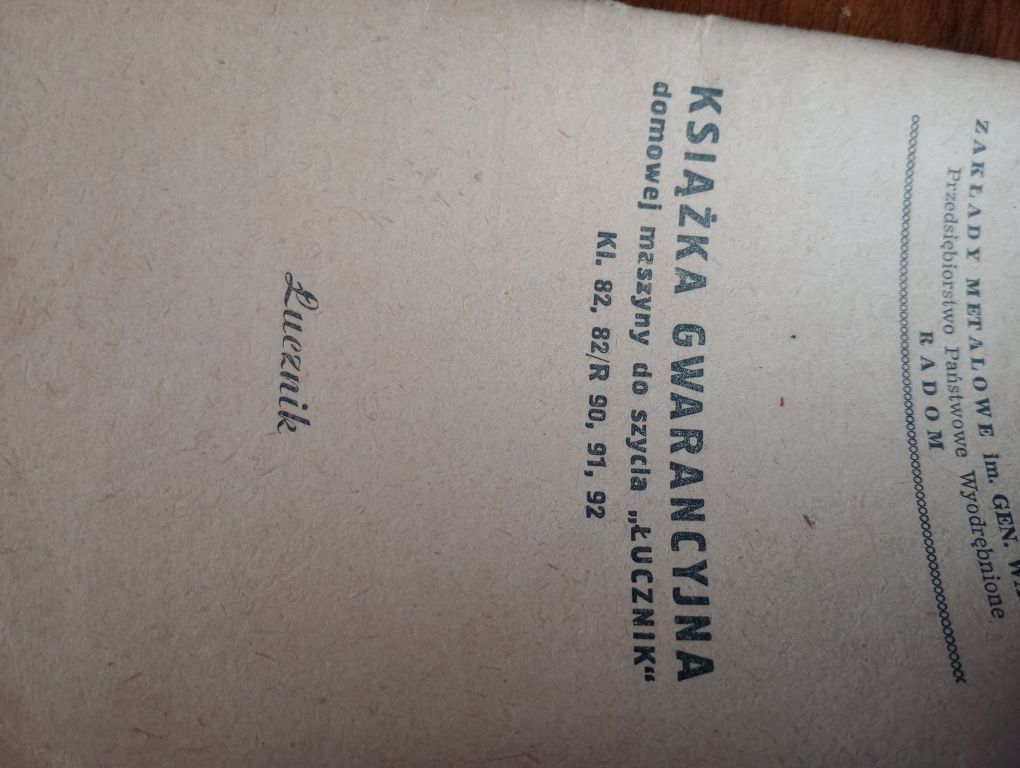 ZAKŁADY METALOWE im. GEN.
Przedsiębiorstwo Państwowe Wyodrębnione
RADOM
KSIĄŻKA GWARANCYJNA
domowej maszyny do szycia „ŁUCZNIK“
Kl. 82, 82/R 90, 91, 92
Łucznik